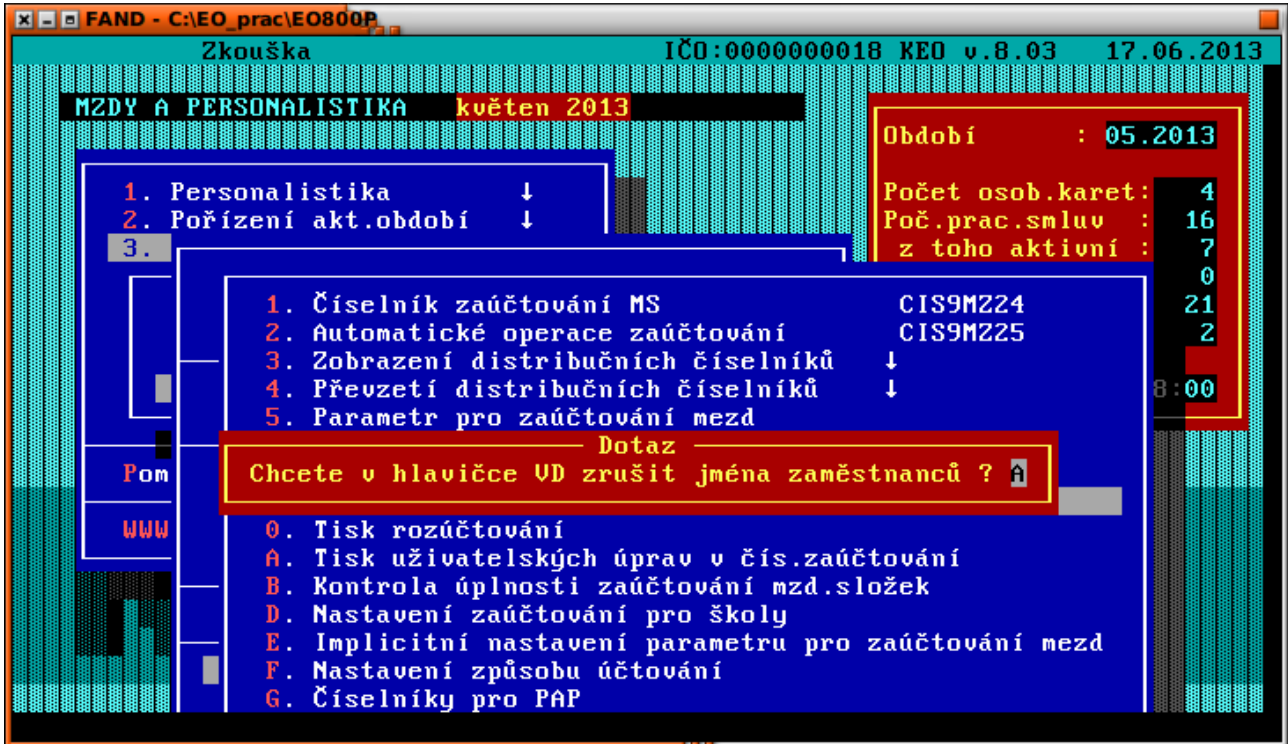 FAND - C:\EO_prac\EO800P
Zkouška IČO:0000000018 KEO v.8.03 17.06.2013
MZDY A PERSONALISTIKA květen 2013
Období : 05.2013
Počet osob.karet: 4
Poč.prac.smluv : 16
z toho aktivní : 7
0
21
2
8:00
1. Personalistika ↓
2. Pořízení akt.období ↓
3.
Pom
WWW
1. Číselník zaúčtování MS CIS9MZ24
2. Automatické operace zaúčtování CIS9MZ25
3. Zobrazení distribučních číselníků ↓
4. Převzetí distribučních číselníků ↓
5. Parametr pro zaúčtování mezd
Dotaz
Chcete v hlavičce VD zrušit jména zaměstnanců ? A
0. Tisk rozúčtování
A. Tisk uživatelských úprav v čís.zaúčtování
B. Kontrola úplnosti zaúčtování mzd.složek
D. Nastavení zaúčtování pro školy
E. Implicitní nastavení parametru pro zaúčtování mezd
F. Nastavení způsobu účtování
G. Číselníky pro PAP